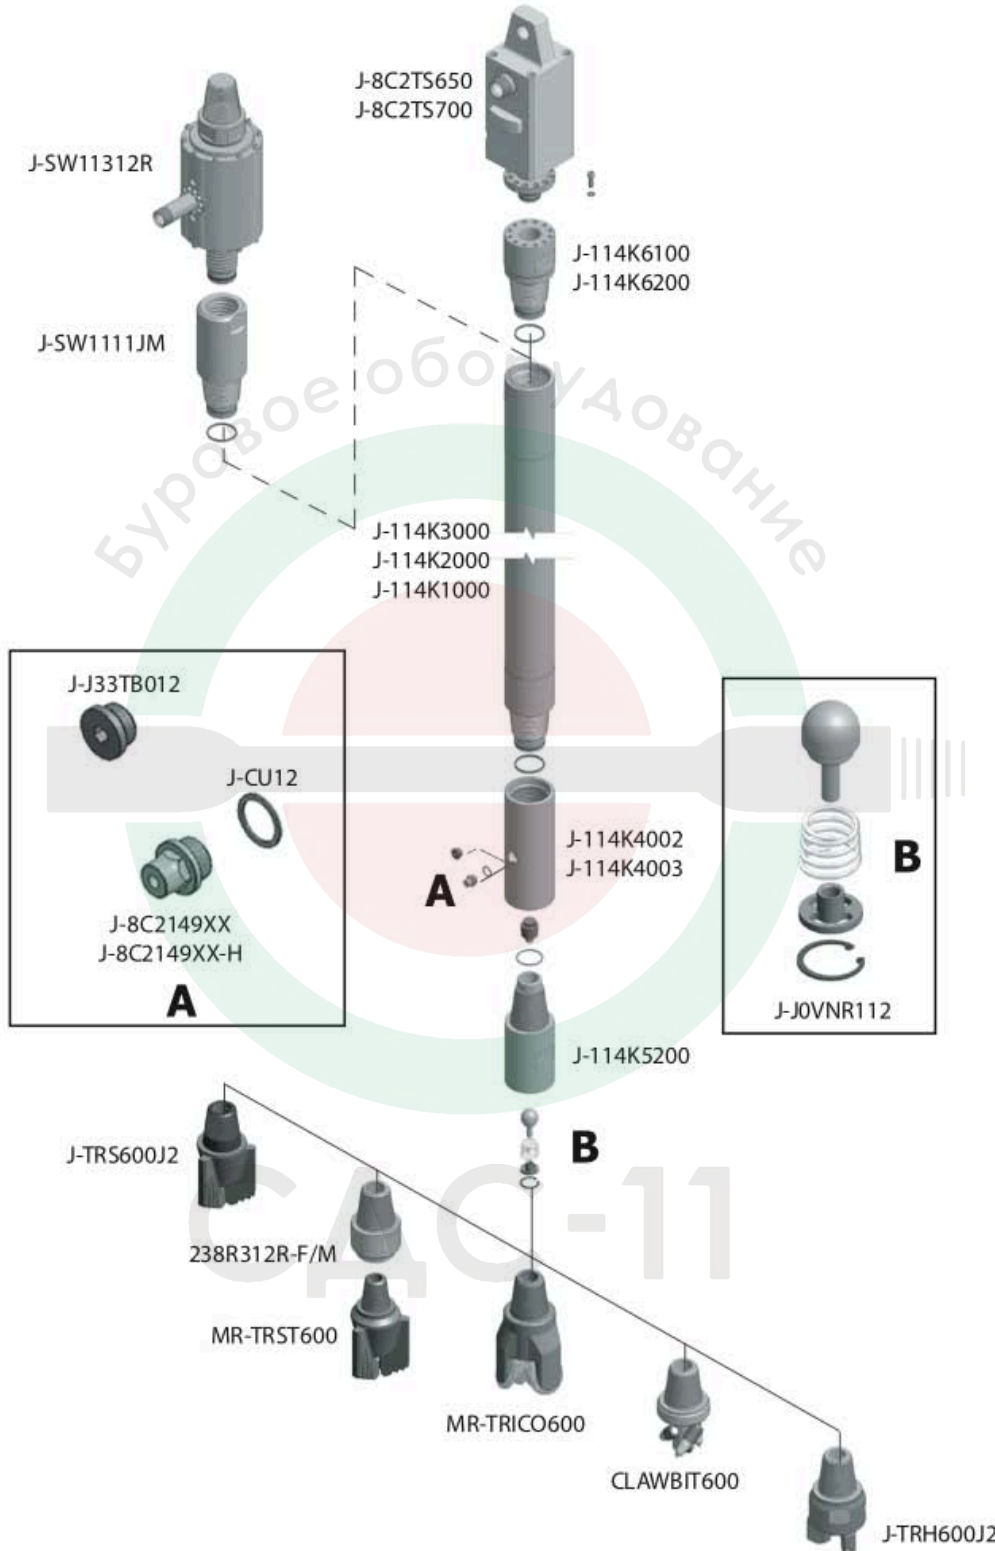 J-8C2TS650
J-8C2TS700
J-SW11312R
J-114K6100
J-114K6200
J-SW1111JM
Буровое оборудование
J-114K3000
J-114K2000
J-114K1000
J-J33TB012
J-CU12
J-8C2149XX
J-8C2149XX-H
A
A
J-114K4002
J-114K4003
B
J-J0VNR112
J-114K5200
B
J-TRS600J2
САС-11
238R312R-F/M
MR-TRST600
MR-TRICO600
CLAWBIT600
J-TRH600J2